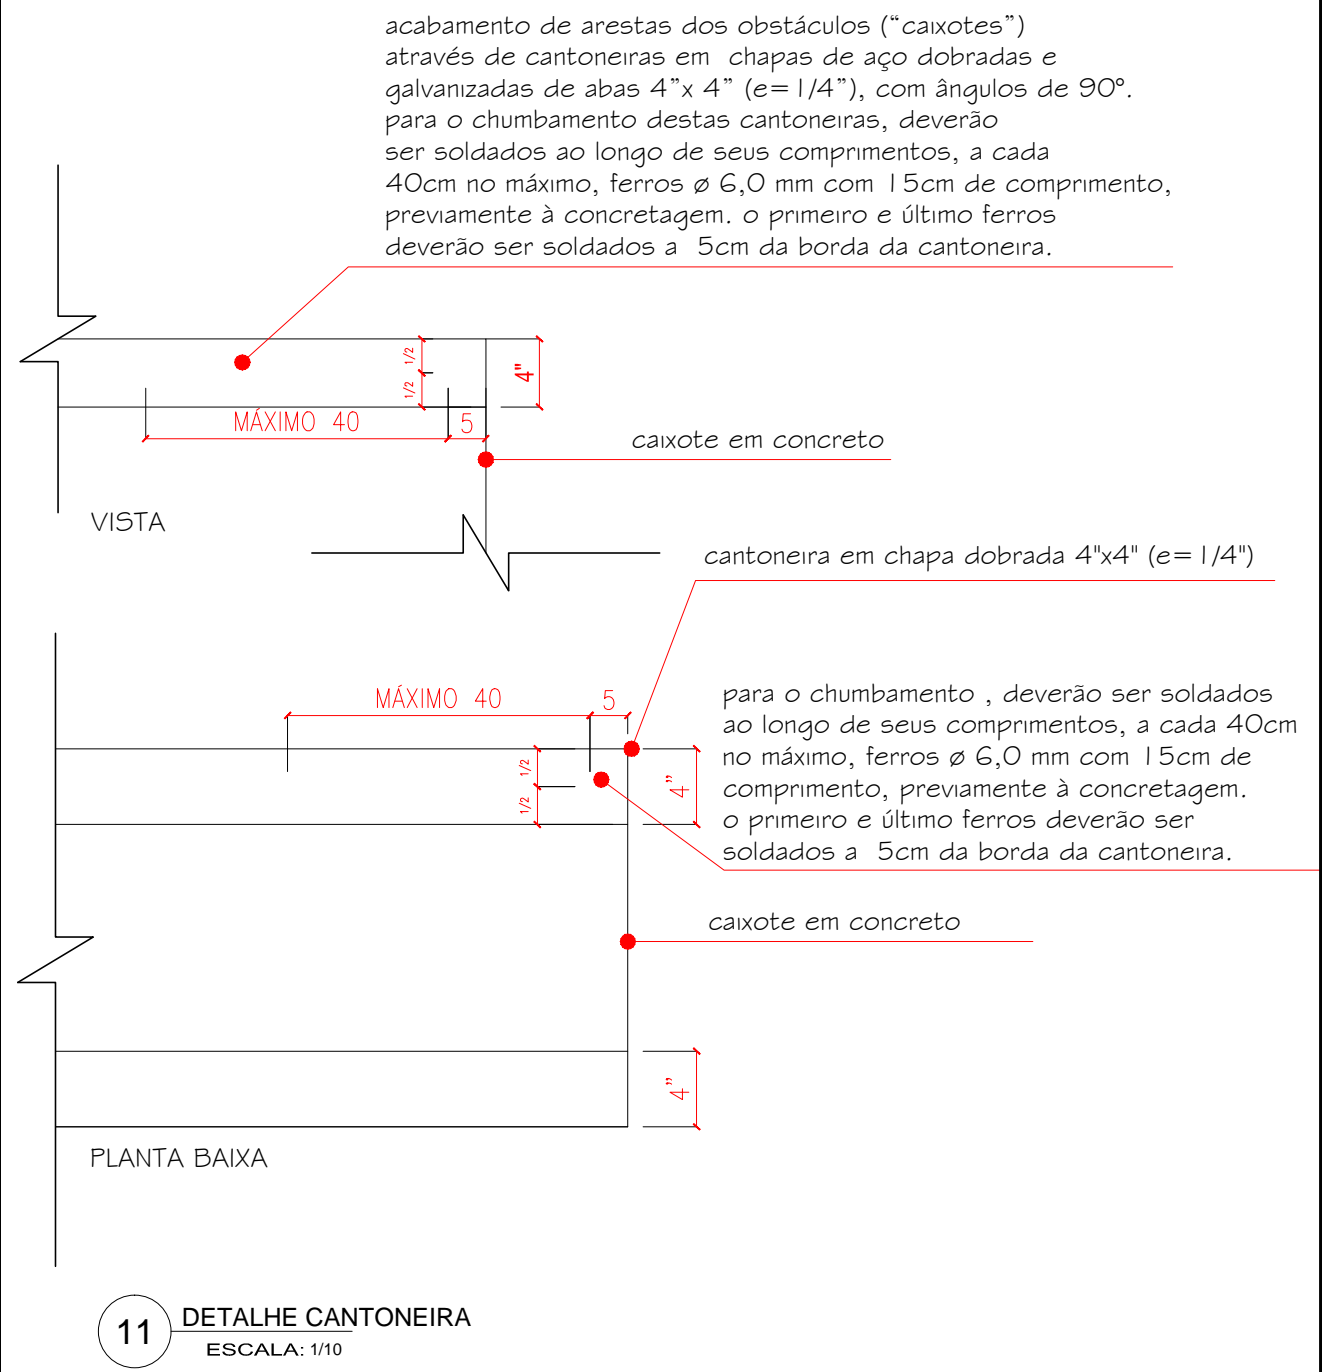 acabamento de arestas dos obstáculos (“caixotes”)
através de cantoneiras em chapas de aço dobradas e
galvanizadas de abas 4”x 4” (e=1/4”), com ângulos de 90°.
para o chumbamento destas cantoneiras, deverão
ser soldados ao longo de seus comprimentos, a cada
40cm no máximo, ferros ø 6,0 mm com 15cm de comprimento,
previamente à concretagem. o primeiro e último ferros
deverão ser soldados a 5cm da borda da cantoneira.
1/2
1/2
4"
MÁXIMO 40
5
caixote em concreto
VISTA
cantoneira em chapa dobrada 4"x4" (e=1/4")
MÁXIMO 40
5
1/2
1/2
4”
para o chumbamento , deverão ser soldados
ao longo de seus comprimentos, a cada 40cm
no máximo, ferros ø 6,0 mm com 15cm de
comprimento, previamente à concretagem.
o primeiro e último ferros deverão ser
soldados a 5cm da borda da cantoneira.
caixote em concreto
4”
PLANTA BAIXA
11
DETALHE CANTONEIRA
ESCALA: 1/10